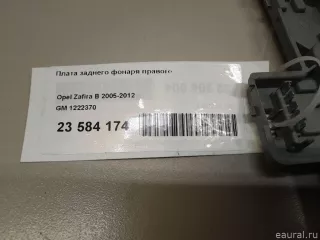 Плата заднего фонаря правого
Opel Zafira B 2005-2012
GM 1222370
23 584 174
eaural.ru